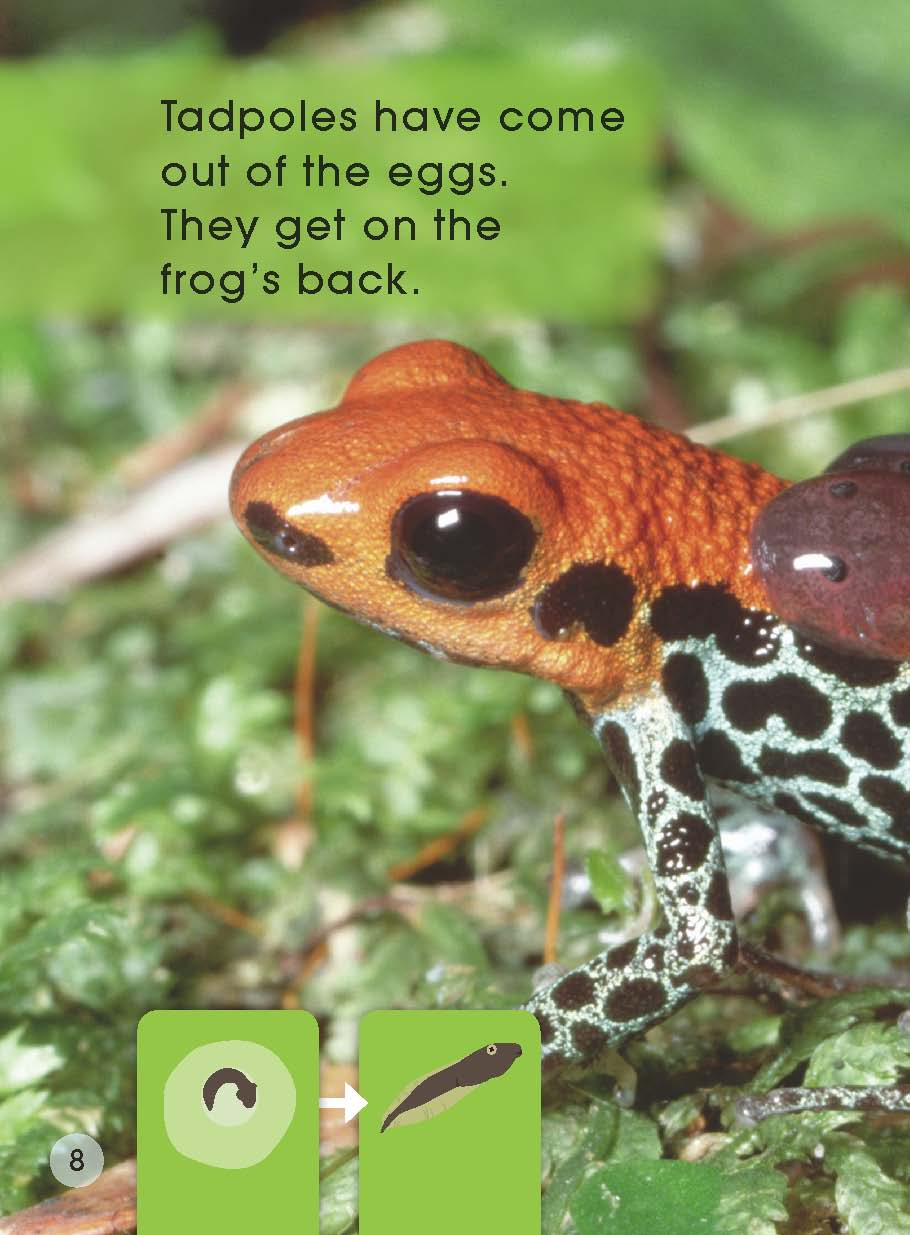 Tadpoles have come
out of the eggs.
They get on the
frog's back.
8